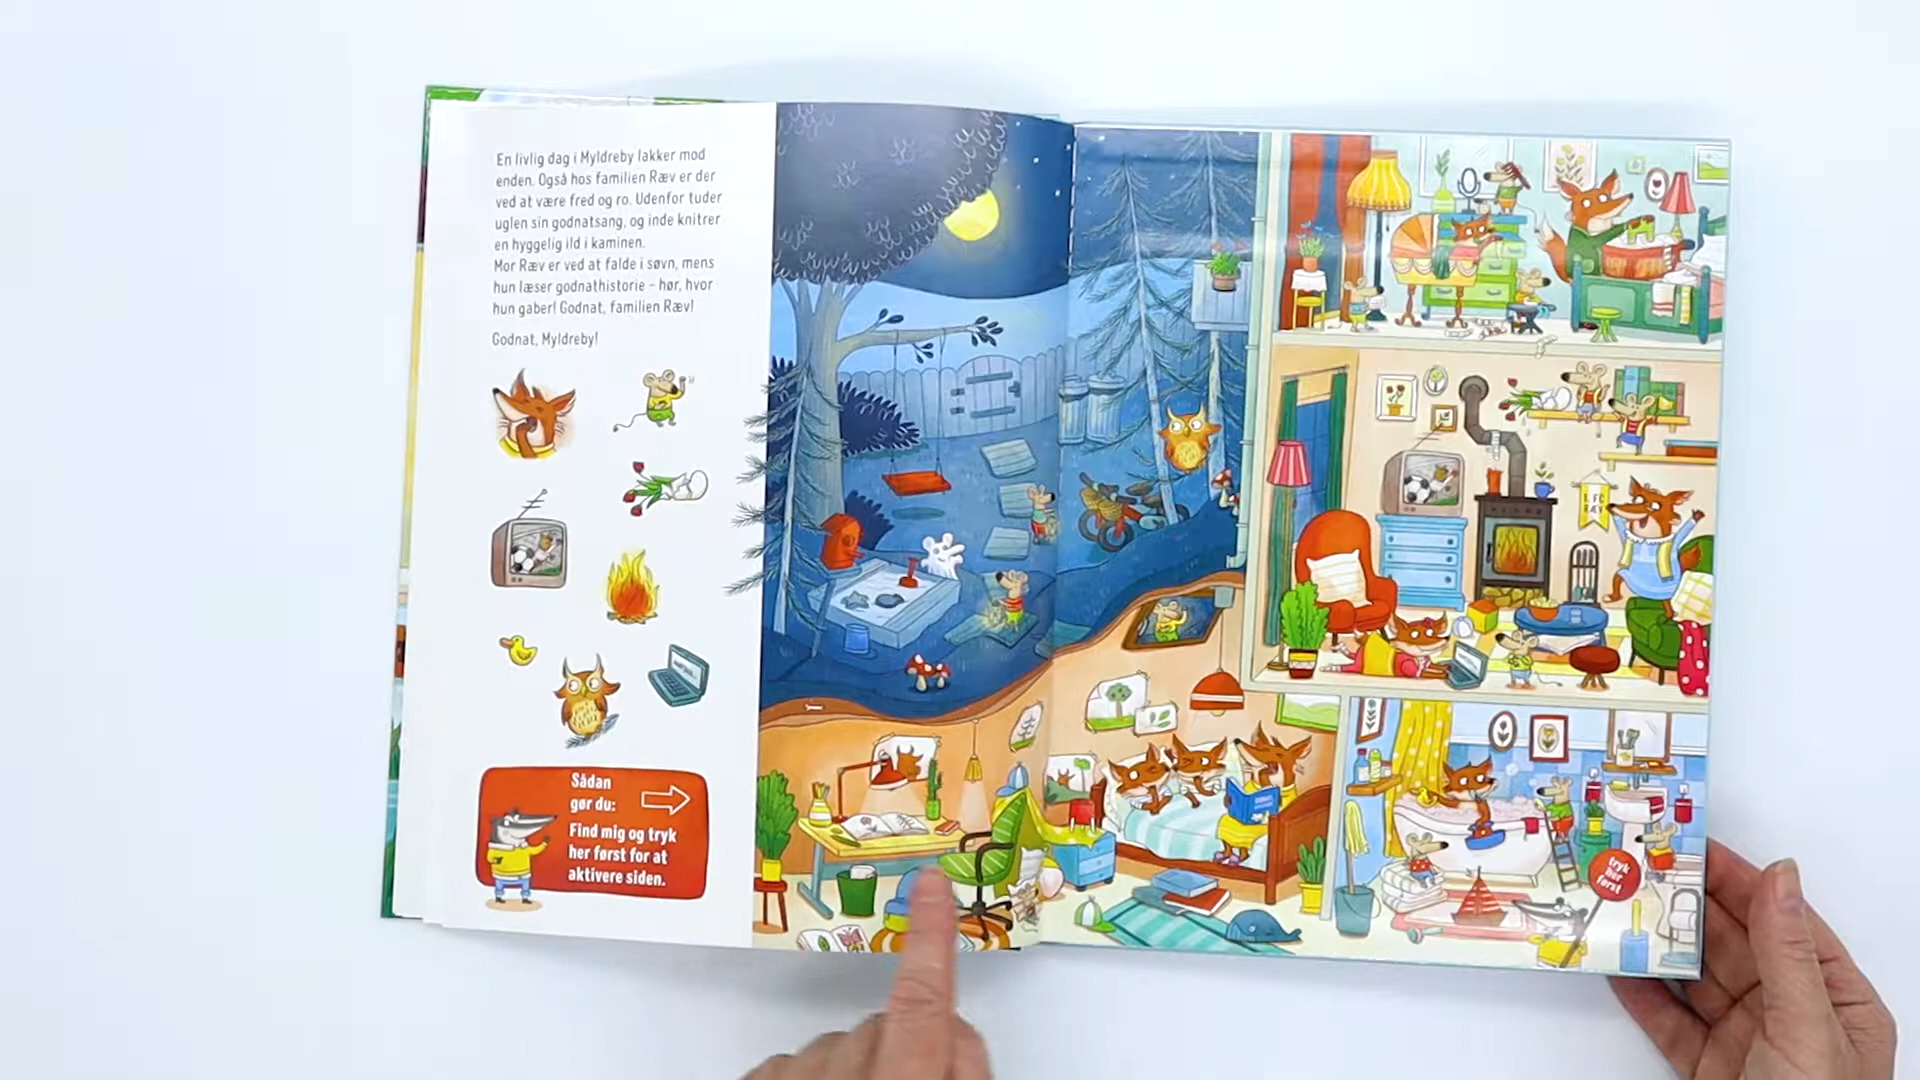 En livlig dag i Myldreby lakker mod
enden. Også hos familien Ræv er der
ved at være fred og ro. Udenfor tuder
uglen sin godnatsang, og inde knitrer
en hyggelig ild i kaminen.
Mor Ræv er ved at falde i søvn, mens
hun læser godnathistorie – hør, hvor
hun gaber! Godnat, familien Ræv!
Godnat, Myldreby!
Sådan
gør du:
Find mig og tryk
her først for at
aktivere siden.
1. FC
RÆV
tryk
her
først